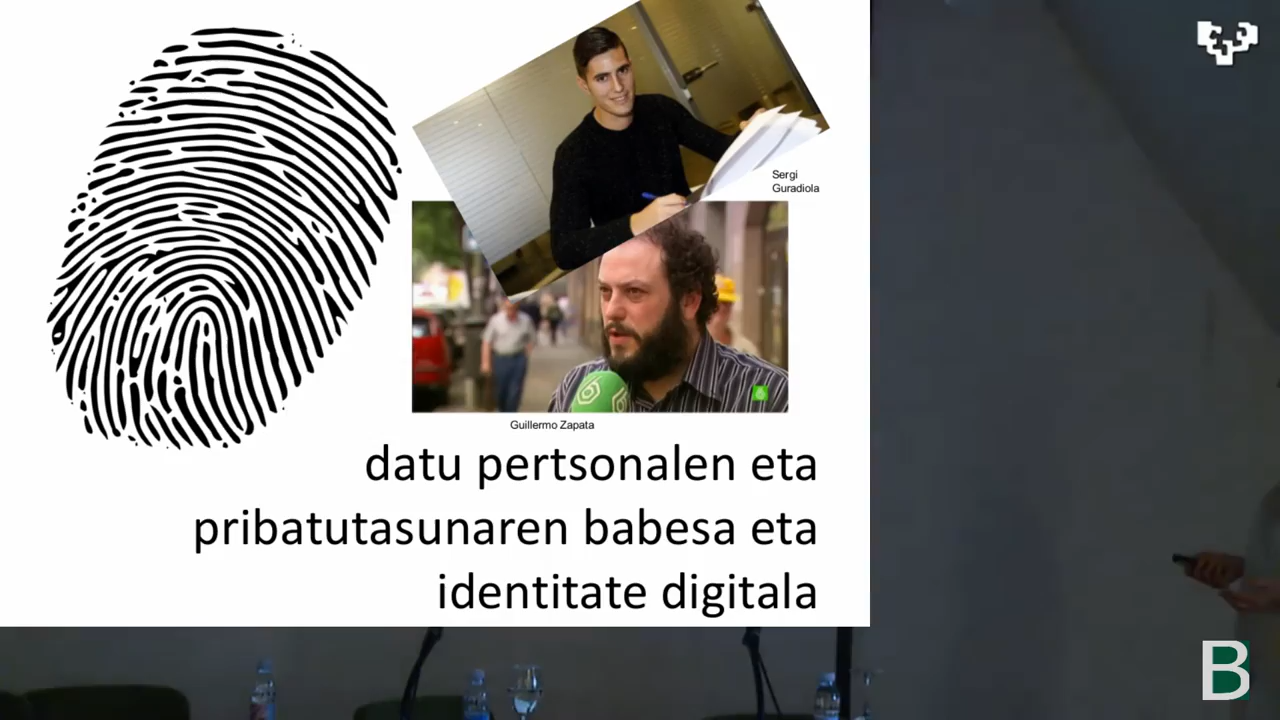 Sergi
Guradiola
Guillermo Zapata
datu pertsonalen eta
pribatutasunaren babesa eta
identitate digitala
B